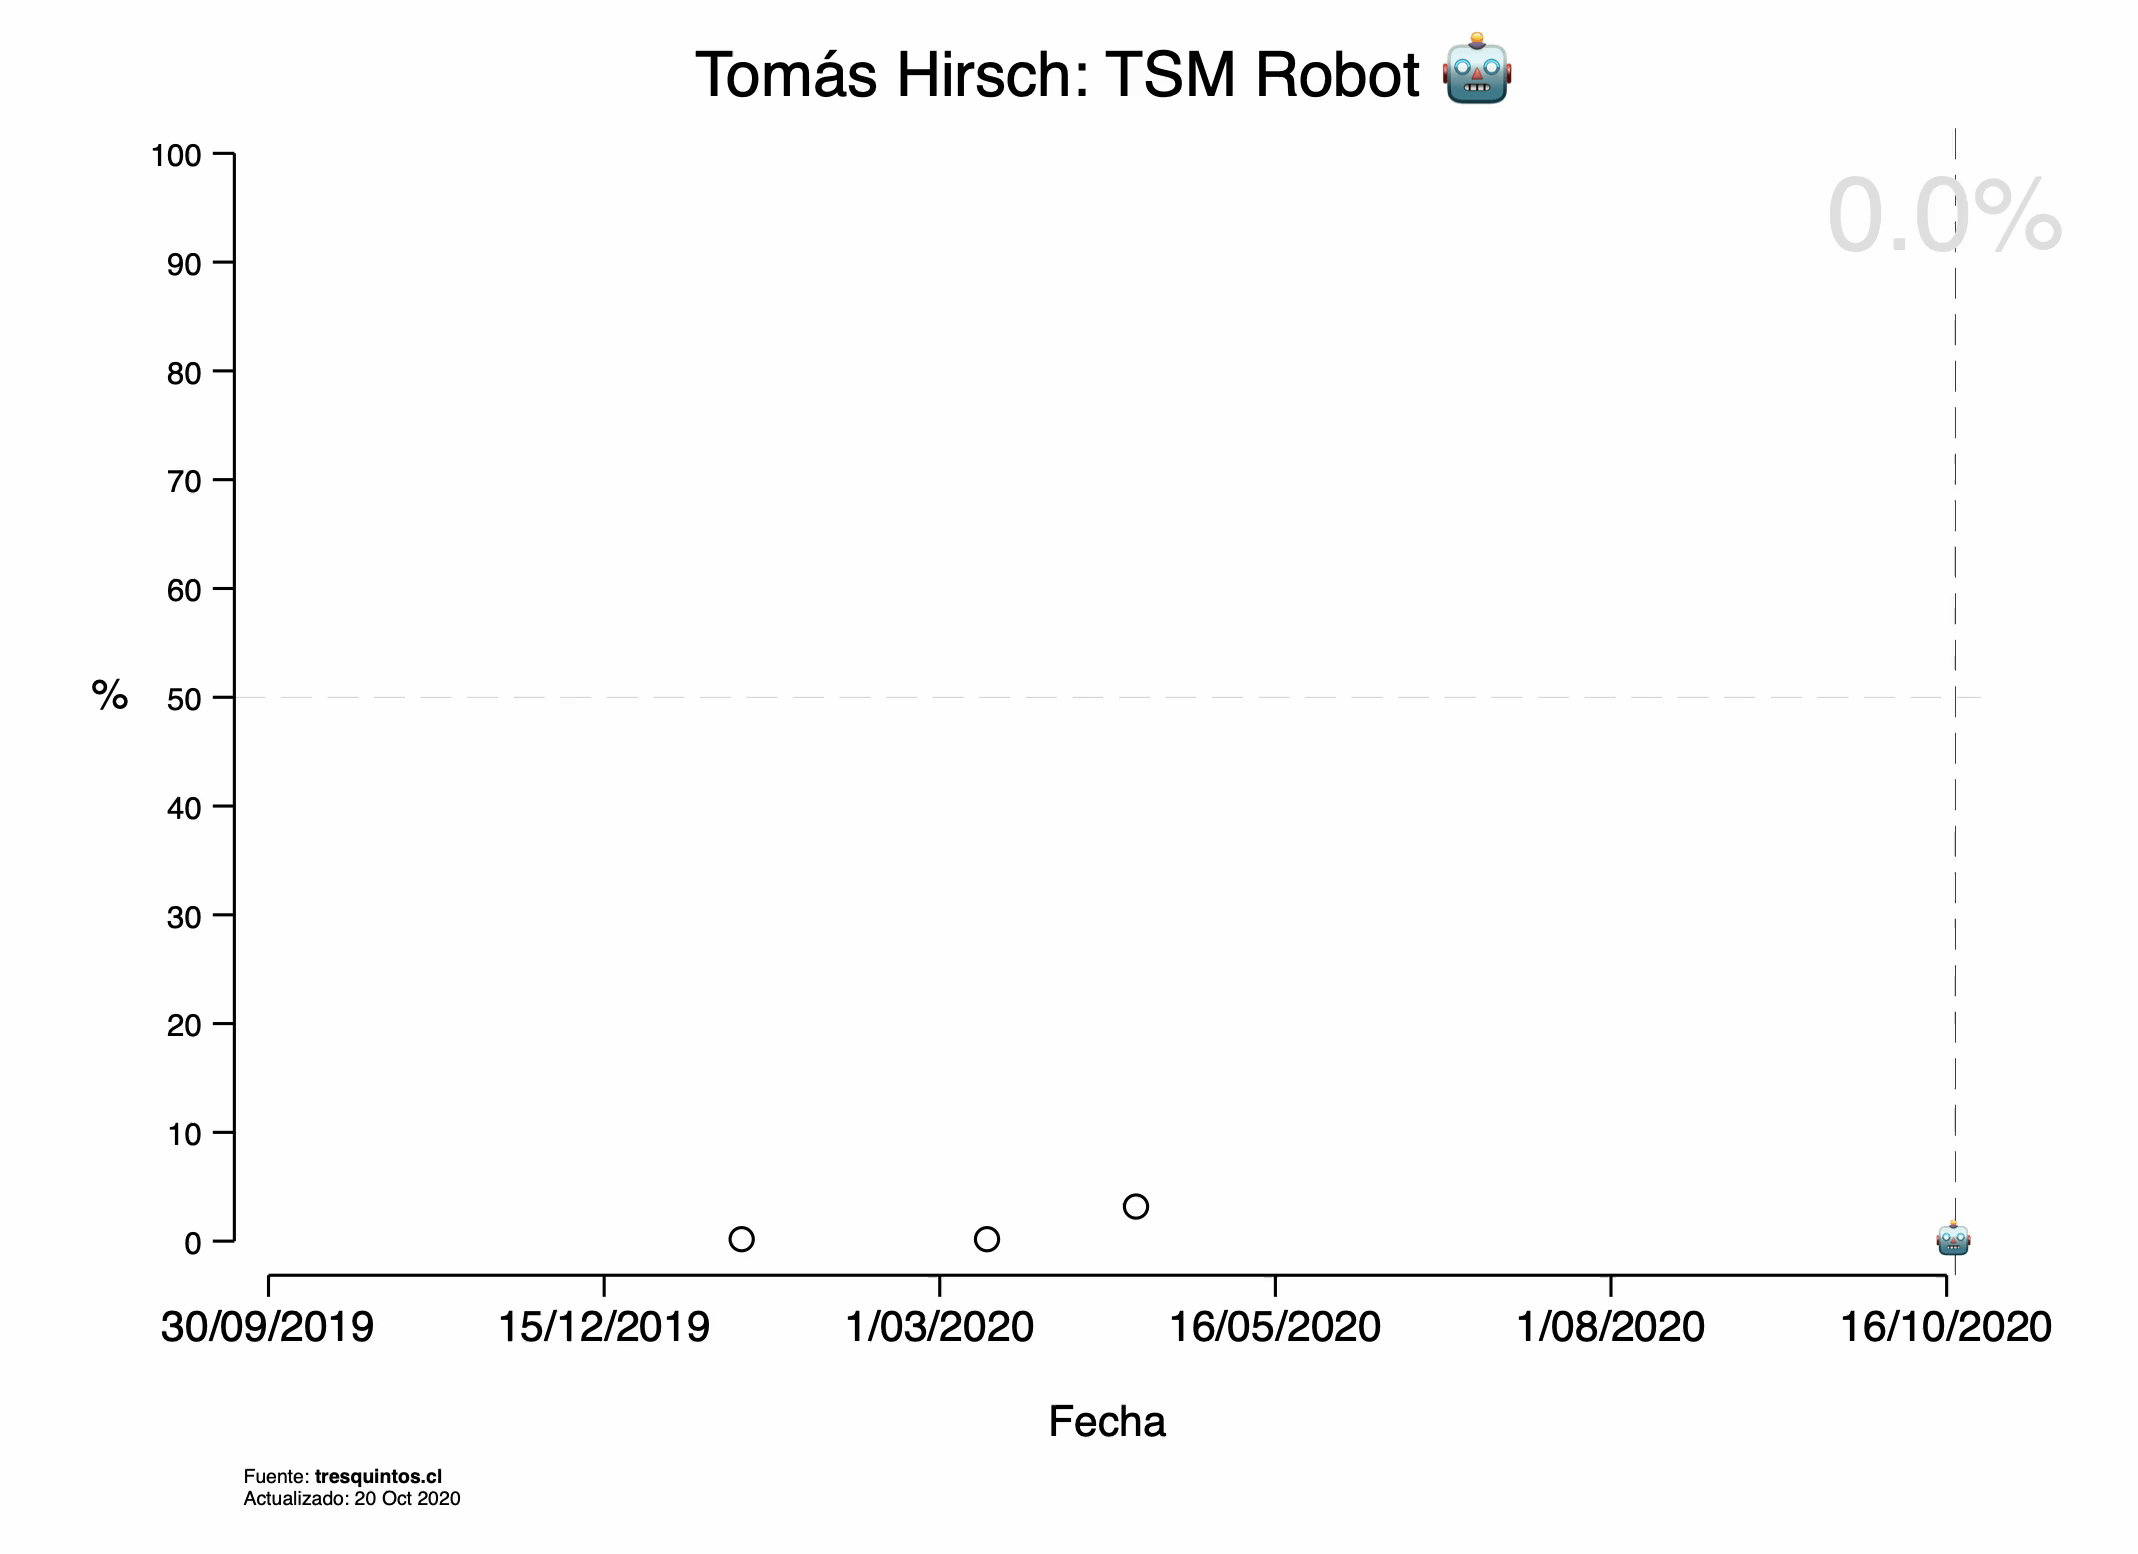 Tomás Hirsch: TSM Robot 🤖
0.0%
100
90
80
70
60
50
40
30
20
10
0
%
30/09/2019 15/12/2019 1/03/2020 16/05/2020 1/08/2020 16/10/2020
Fecha
Fuente: tresquintos.cl
Actualizado: 20 Oct 2020